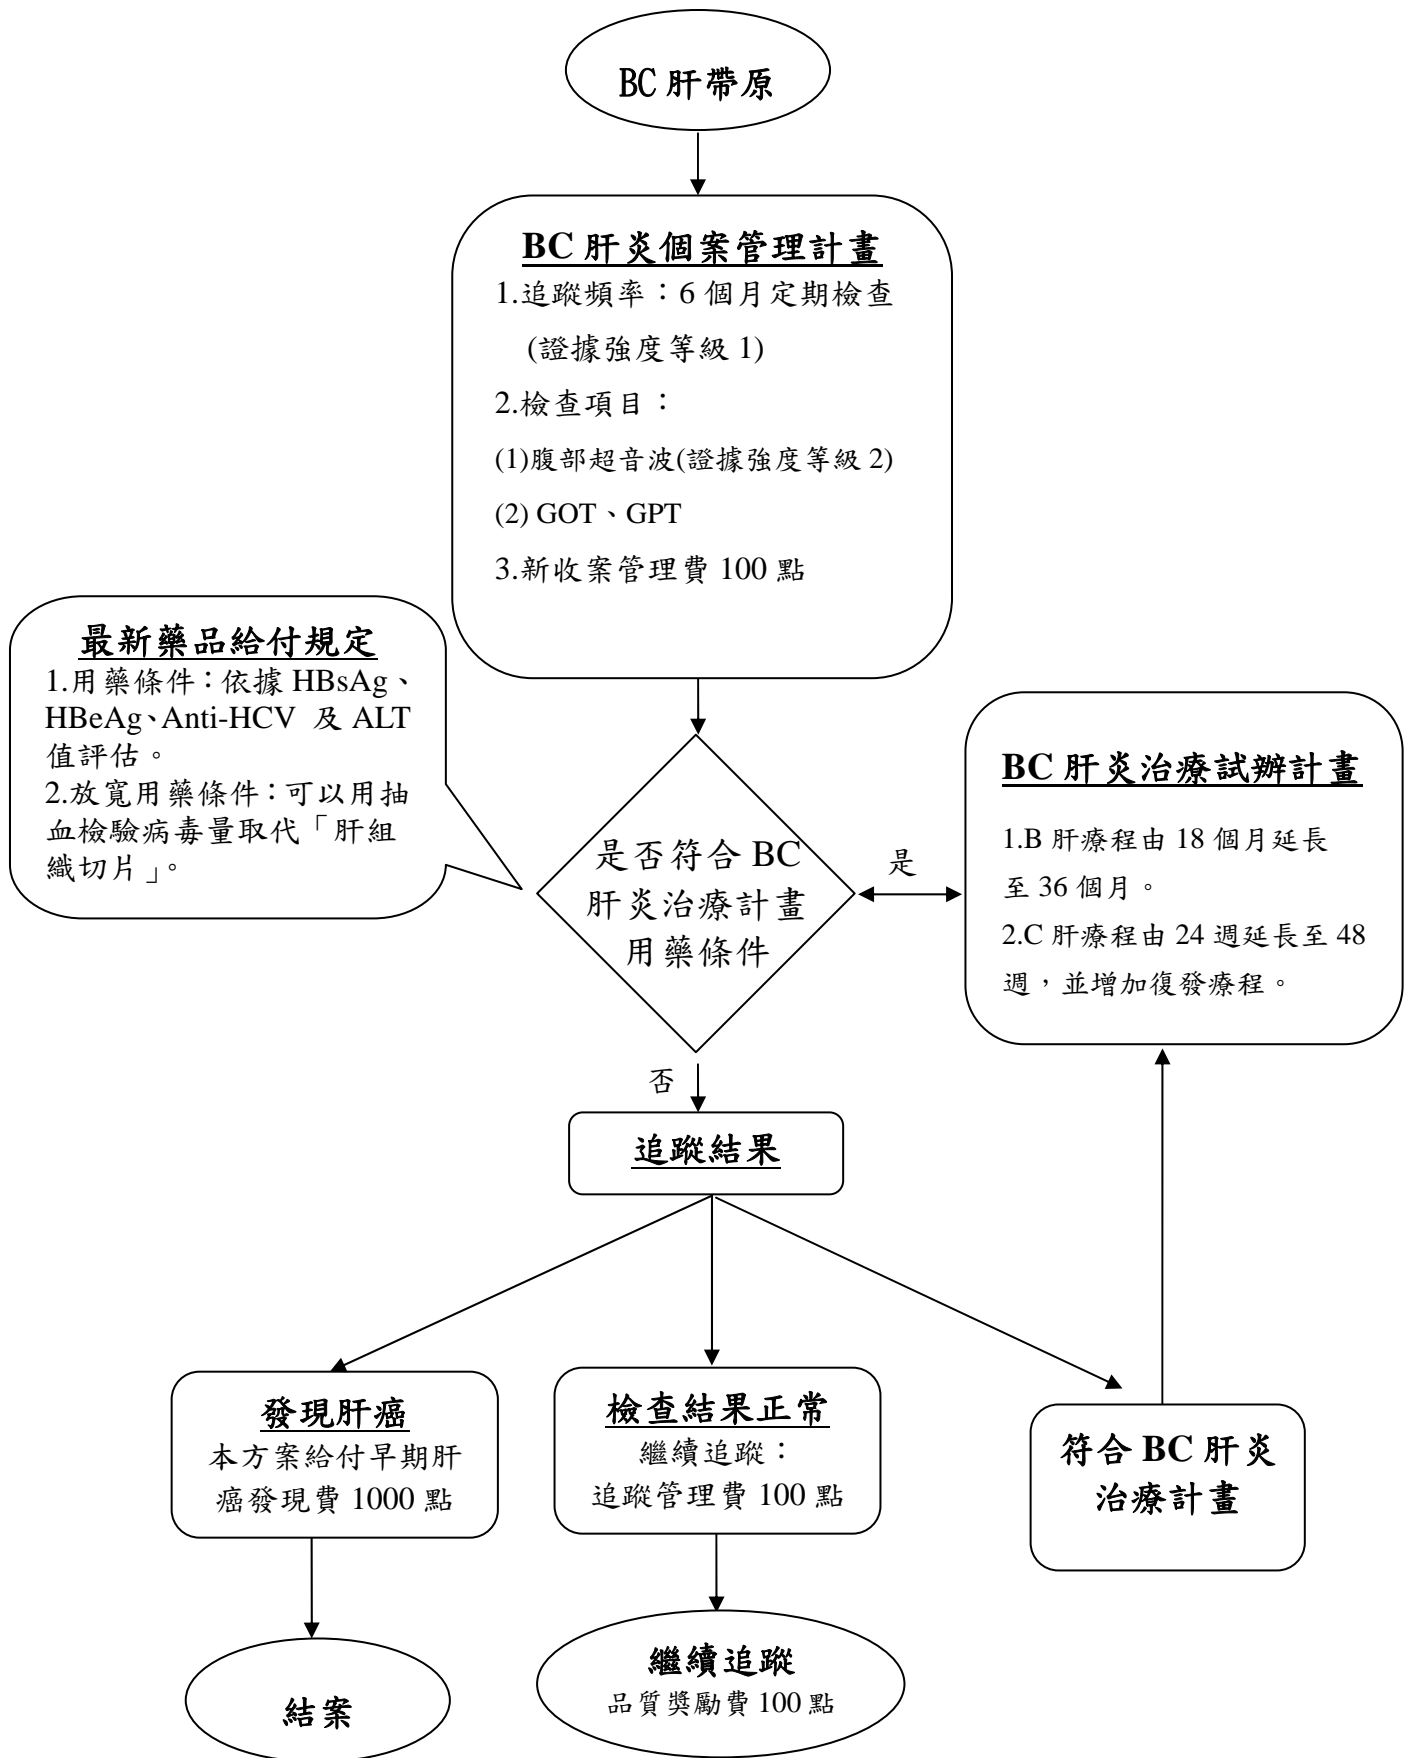 BC 肝帶原
BC 肝炎個案管理計畫
1.追蹤頻率：6 個月定期檢查
(證據強度等級 1)
2.檢查項目：
(1)腹部超音波(證據強度等級 2)
(2) GOT、GPT
3.新收案管理費 100 點
最新藥品給付規定
1.用藥條件：依據 HBsAg、
HBeAg、Anti-HCV 及 ALT
值評估。
2.放寬用藥條件：可以用抽
血檢驗病毒量取代「肝組
織切片」。
是否符合 BC
肝炎治療計畫
用藥條件
是
BC 肝炎治療試辦計畫
1.B 肝療程由 18 個月延長
至 36 個月。
2.C 肝療程由 24 週延長至 48
週，並增加復發療程。
否
追蹤結果
發現肝癌
本方案給付早期肝
癌發現費 1000 點
檢查結果正常
繼續追蹤：
追蹤管理費 100 點
符合 BC 肝炎
治療計畫
結案
繼續追蹤
品質獎勵費 100 點